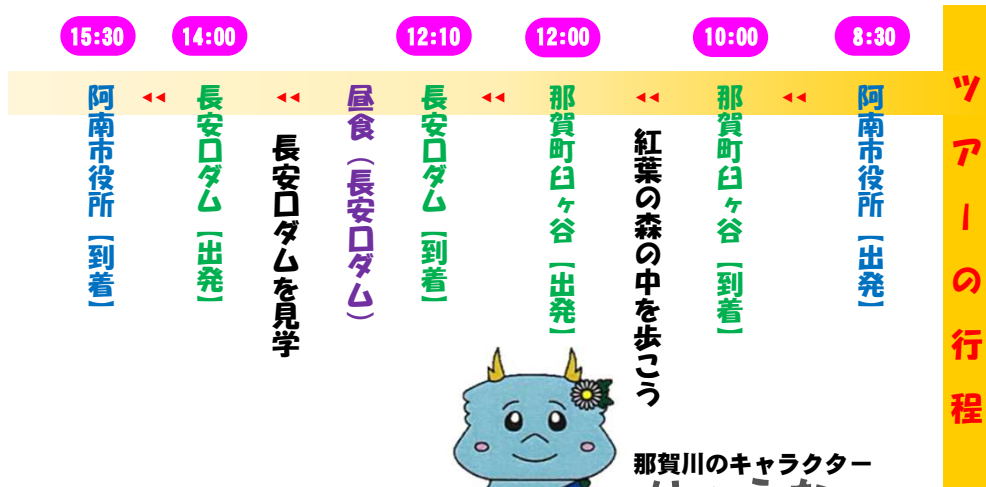 ツアーの行程
8:30
阿南市役所【出発】
10:00
那賀町臼ヶ谷【到着】
紅葉の森の中を歩こう
12:00
那賀町臼ヶ谷【出発】
12:10
長安口ダム【到着】
昼食（長安口ダム）
長安口ダムを見学
14:00
長安口ダム【出発】
15:30
阿南市役所【到着】
那賀川のキャラクター